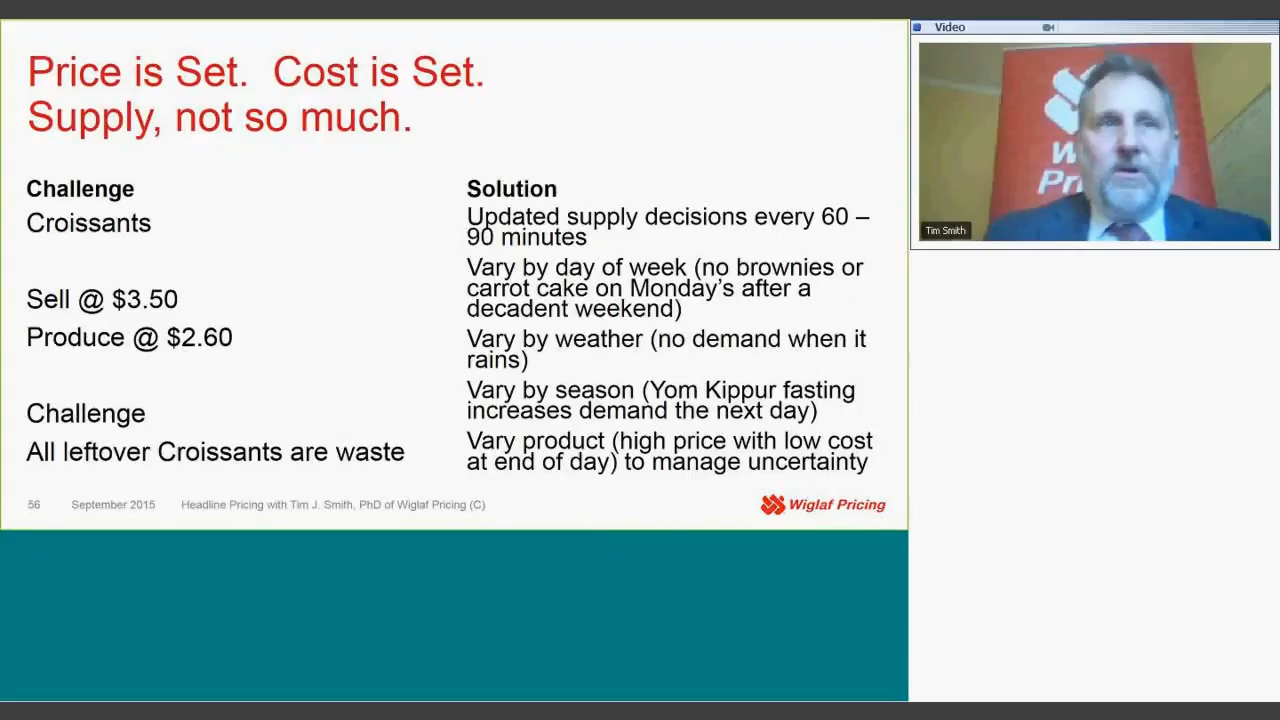 Price is Set.  Cost is Set.
Supply, not so much.
Challenge
Croissants
Sell @ $3.50
Produce @ $2.60
Challenge
All leftover Croissants are waste
Solution
Updated supply decisions every 60 –
90 minutes
Vary by day of week (no brownies or
carrot cake on Monday's after a
decadent weekend)
Vary by weather (no demand when it
rains)
Vary by season (Yom Kippur fasting
increases demand the next day)
Vary product (high price with low cost
at end of day) to manage uncertainty
56 September 2015 Headline Pricing with Tim J. Smith, PhD of Wiglaf Pricing (C)
Wiglaf Pricing
Video
Tim Smith